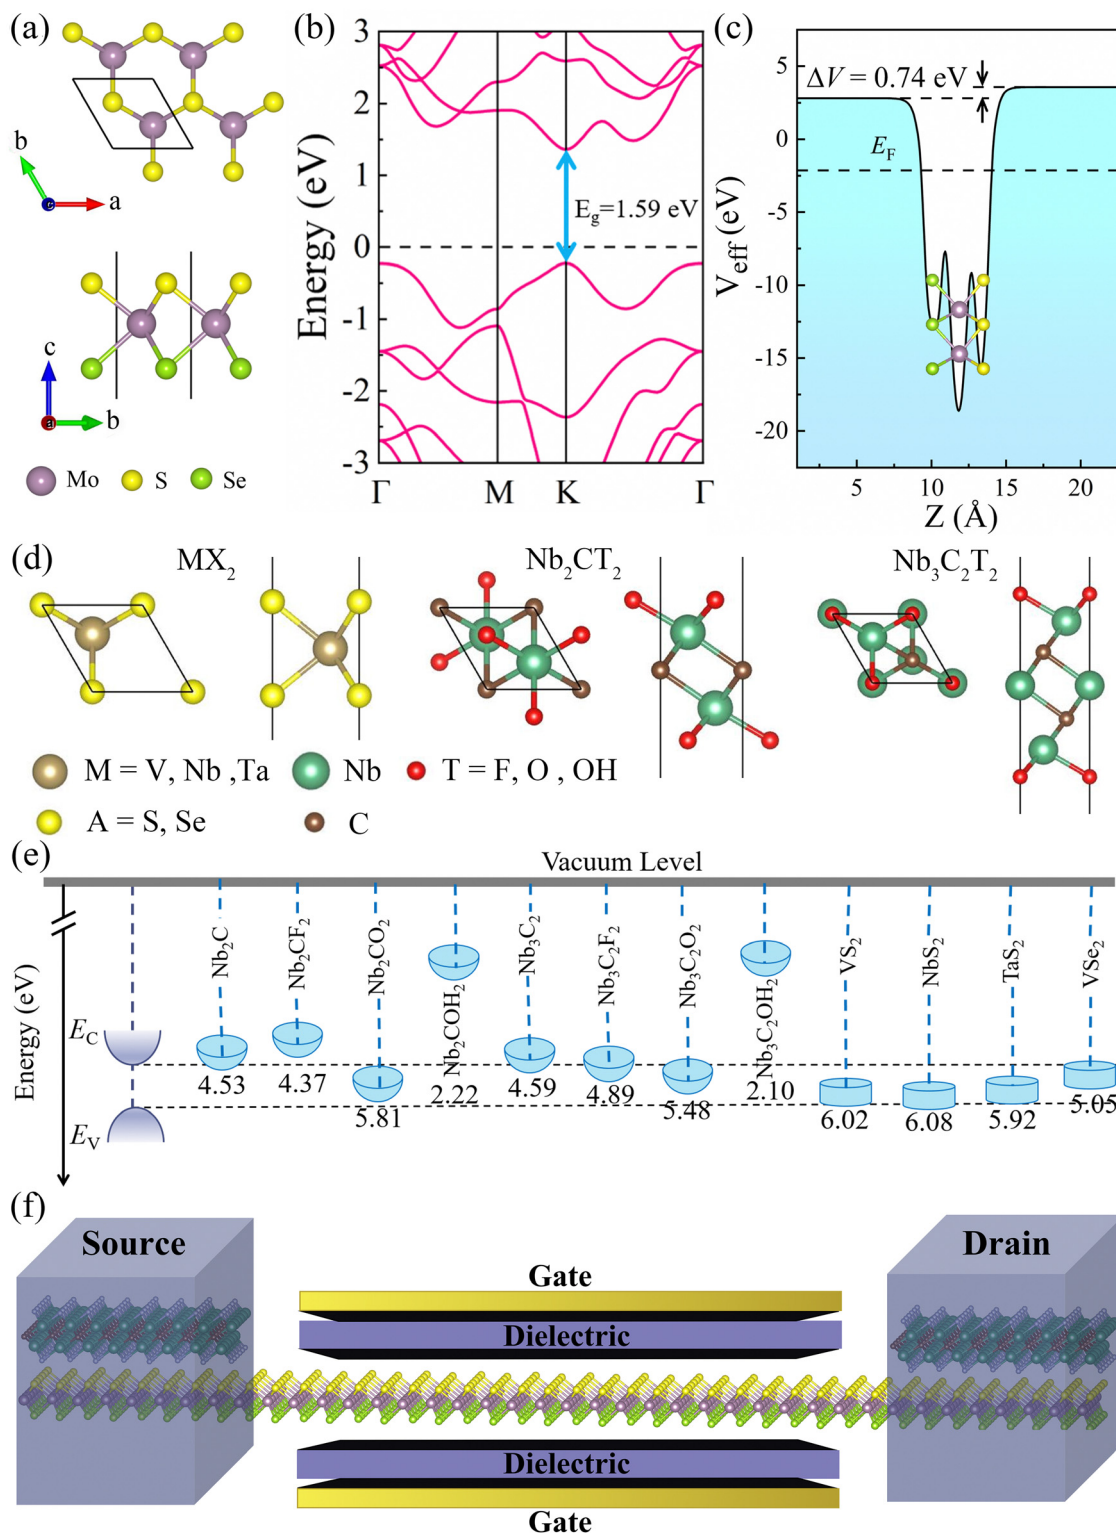 (a)
b
c
a
c
a
b
Mo S Se
(b)
Energy (eV)
3
2
1
0
-1
-2
-3
E_g=1.59 eV
Γ M K Γ
(c)
V_eff (eV)
5
0
-5
-10
-15
-20
ΔV = 0.74 eV
E_F
5 10 15 20
Z (Å)
(d)
MX₂ Nb₂CT₂ Nb₃C₂T₂
M = V, Nb ,Ta Nb T = F, O , OH
A = S, Se C
(e)
Vacuum Level
Energy (eV)
E_C
E_V
Nb₂C
4.53
Nb₂CF₂
4.37
Nb₂CO₂
5.81
Nb₂COH₂
2.22
Nb₃C₂
4.59
Nb₃C₂F₂
4.89
Nb₃C₂O₂
5.48
Nb₃C₂OH₂
2.10
VS₂
6.02
NbS₂
6.08
TaS₂
5.92
VSe₂
5.05
(f)
Source
Drain
Gate
Dielectric
Dielectric
Gate